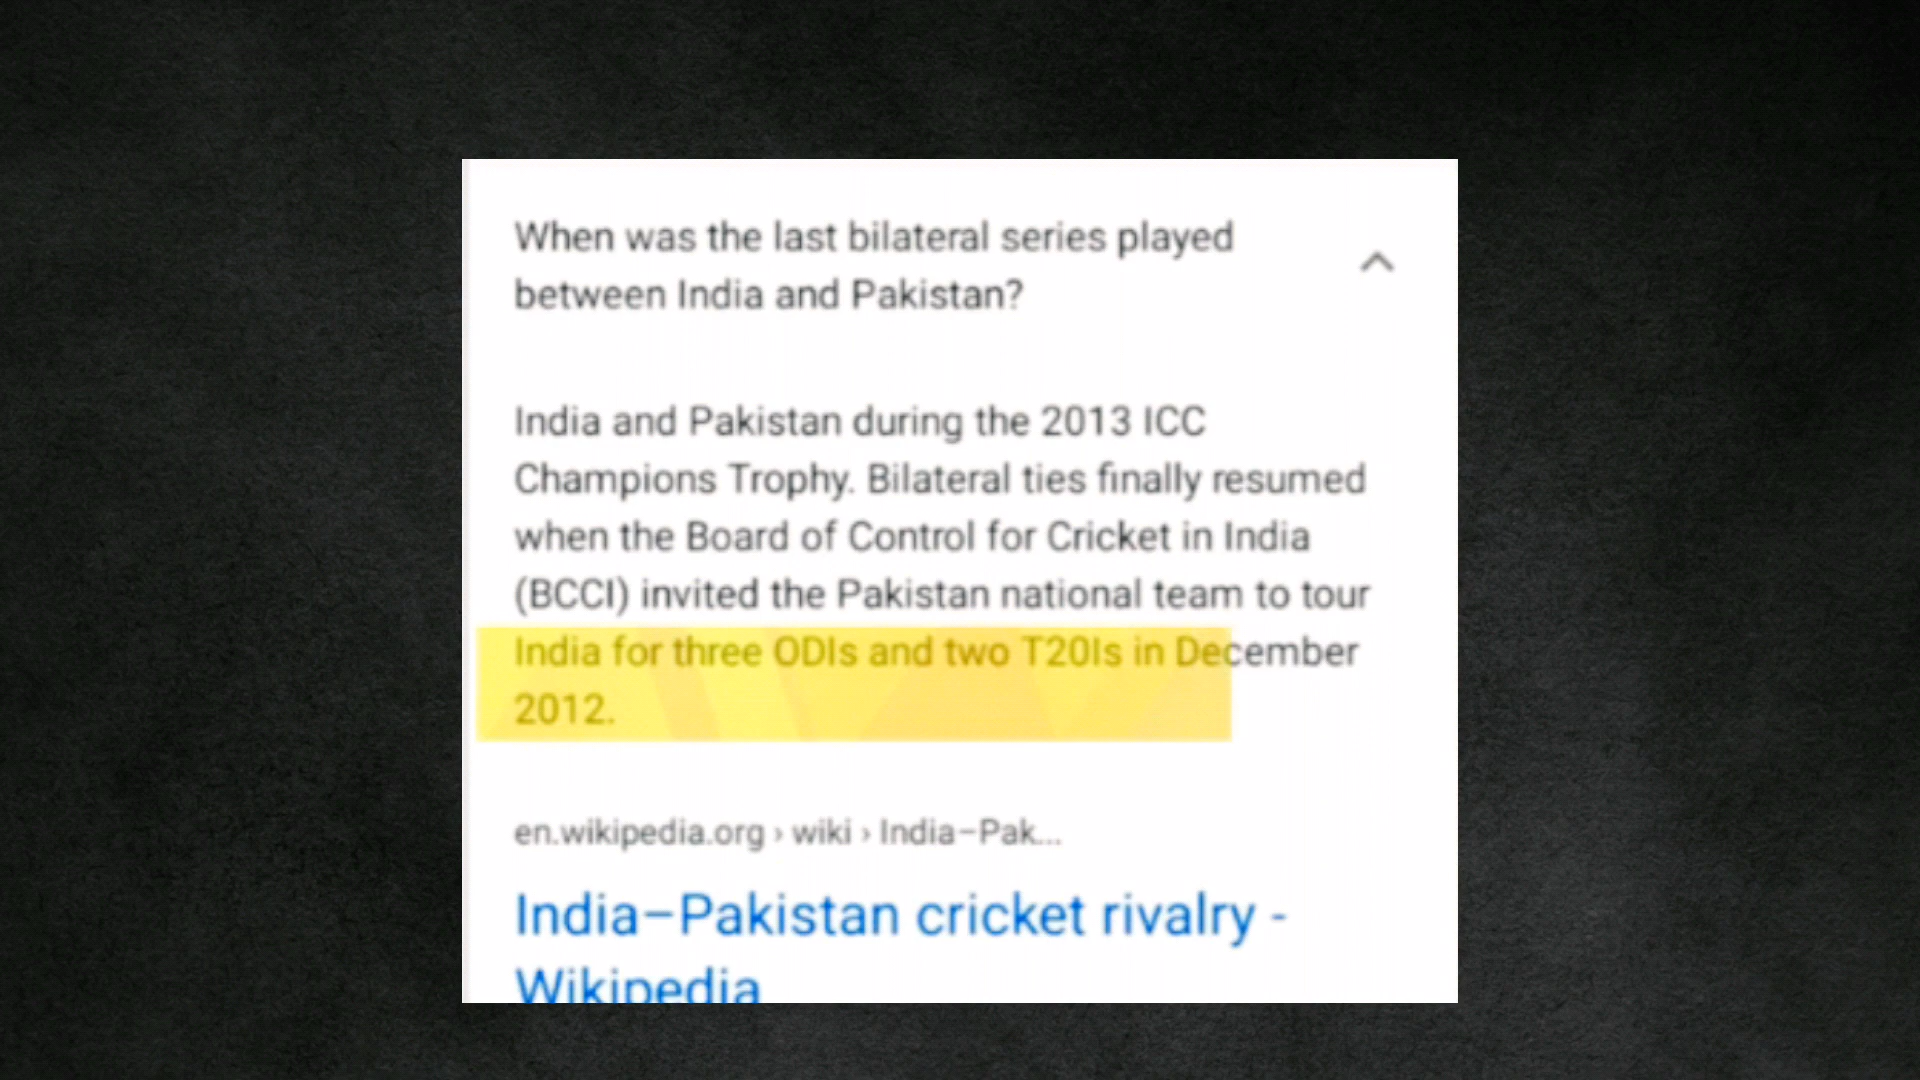 When was the last bilateral series played
between India and Pakistan?
India and Pakistan during the 2013 ICC
Champions Trophy. Bilateral ties finally resumed
when the Board of Control for Cricket in India
(BCCI) invited the Pakistan national team to tour
India for three ODIs and two T20Is in December
2012.
en.wikipedia.org › wiki › India–Pak...
India–Pakistan cricket rivalry -
Wikipedia